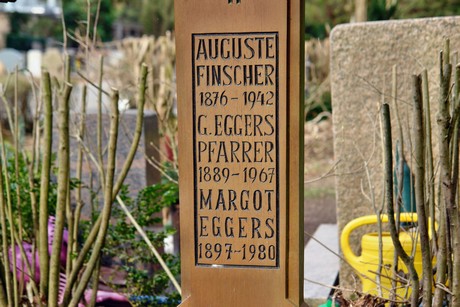 AUGUSTE
FINSCHER
1876-1942
G.EGGERS
PFARRER
1889-1967
MARGOT
EGGERS
1897-1980